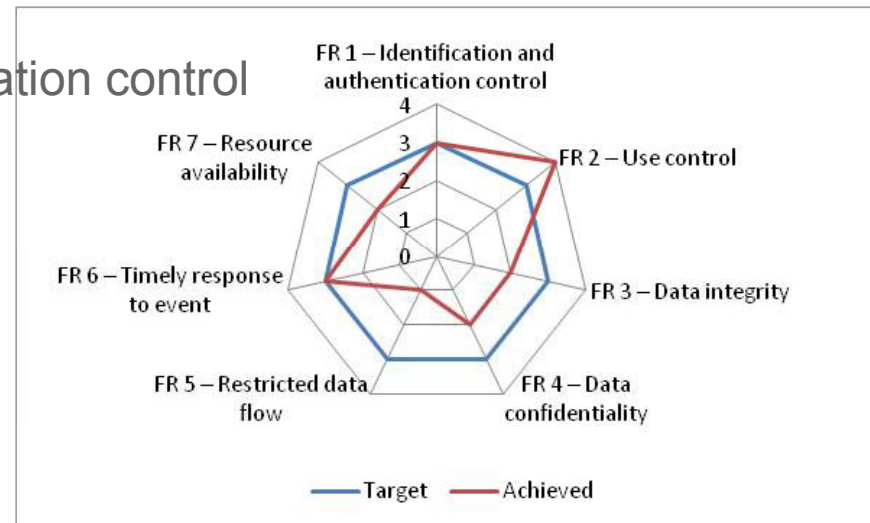 ation control
FR 1 – Identification and
authentication control
4
3
2
1
0
FR 7 – Resource
availability
FR 2 – Use control
FR 6 – Timely response
to event
FR 3 – Data integrity
FR 5 – Restricted data
flow
FR 4 – Data
confidentiality
Target
Achieved